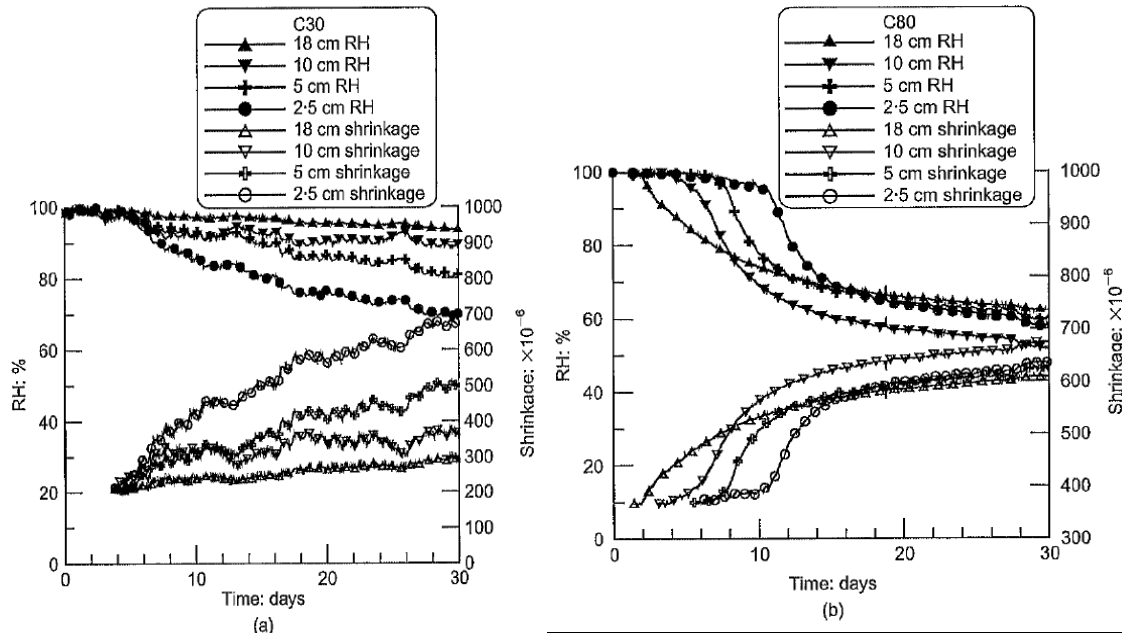 C30
18 cm RH
10 cm RH
5 cm RH
2·5 cm RH
18 cm shrinkage
10 cm shrinkage
5 cm shrinkage
2·5 cm shrinkage
100
80
60
40
20
0
RH: %
1000
900
800
700
600
500
400
300
200
100
0
Shrinkage: ×10⁻⁶
0 10 20 30
Time: days
(a)
C80
18 cm RH
10 cm RH
5 cm RH
2·5 cm RH
18 cm shrinkage
10 cm shrinkage
5 cm shrinkage
2·5 cm shrinkage
100
80
60
40
20
0
RH: %
1000
900
800
700
600
500
400
300
Shrinkage: ×10⁻⁶
0 10 20 30
Time: days
(b)